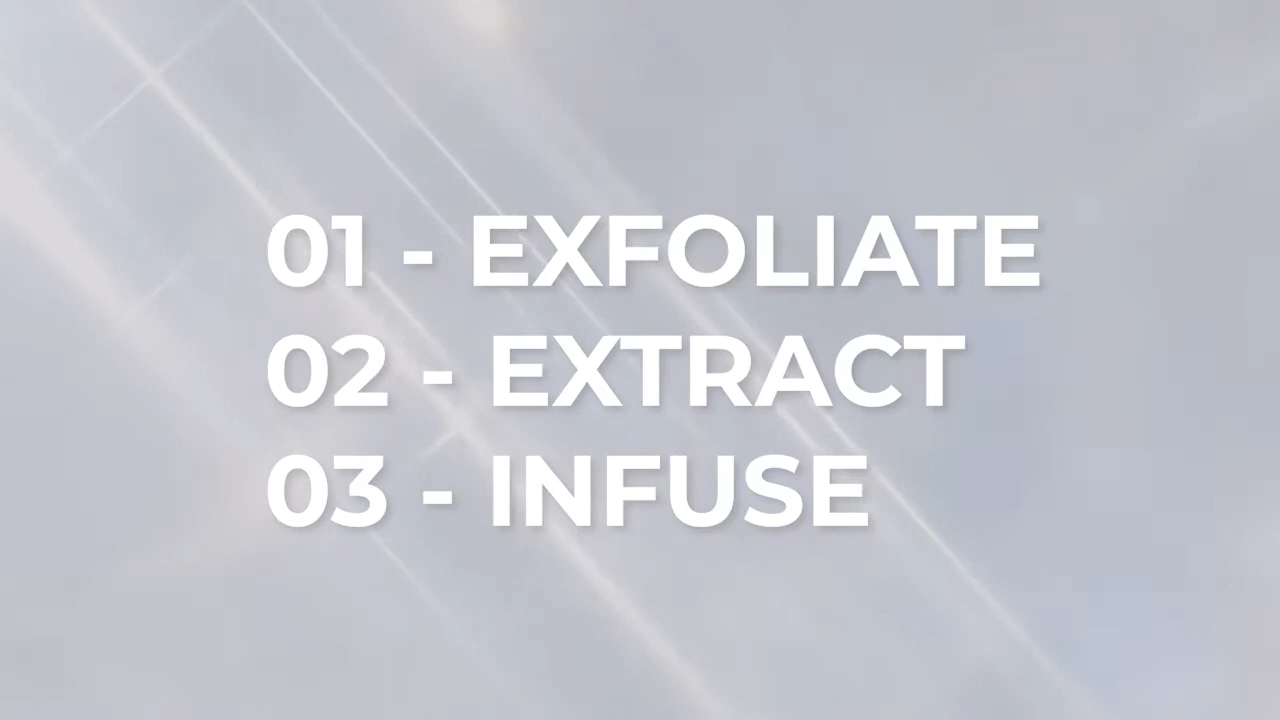 01 - EXFOLIATE
02 - EXTRACT
03 - INFUSE